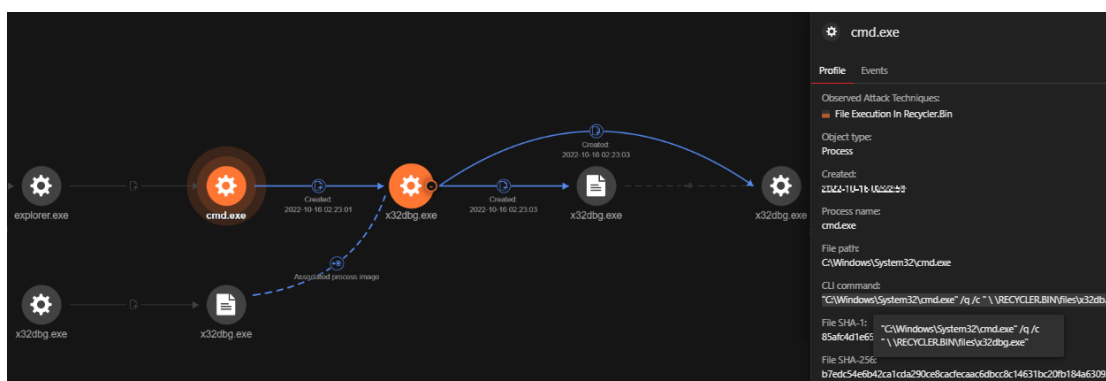 explorer.exe
cmd.exe
Created:
2022-10-16 02:23:01
x32dbg.exe
Created:
2022-10-16 02:23:03
x32dbg.exe
Created:
2022-10-16 02:23:03
x32dbg.exe
x32dbg.exe
x32dbg.exe
Associated process image
cmd.exe
Profile Events
Observed Attack Techniques:
File Execution In Recycler.Bin
Object type:
Process
Created:
Process name:
cmd.exe
File path:
C:\Windows\System32\cmd.exe
CLI command:
"C:\Windows\System32\cmd.exe" /q /c " \ \RECYCLER.BIN\files\x32db
File SHA-1:
85afc4d1e65
"C:\Windows\System32\cmd.exe" /q /c
" \ \RECYCLER.BIN\files\x32dbg.exe"
File SHA-256:
b7edc54e6b42ca1cda290ce8cacfecaac6dbcc8c14631bc20fb184a6309